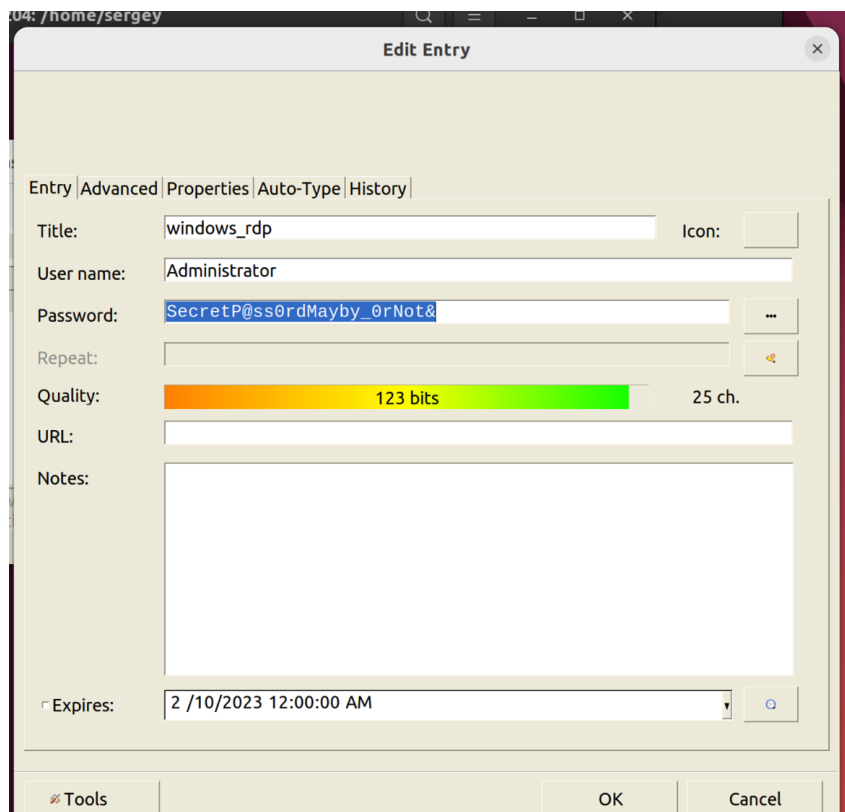 04: /home/sergey
Edit Entry
Entry Advanced Properties Auto-Type History
Title: windows_rdp Icon:
User name: Administrator
Password: SecretP@ss0rdMayby_0rNot& ...
Repeat:
Quality: 123 bits 25 ch.
URL:
Notes:
Expires: 2 /10/2023 12:00:00 AM
Tools OK Cancel